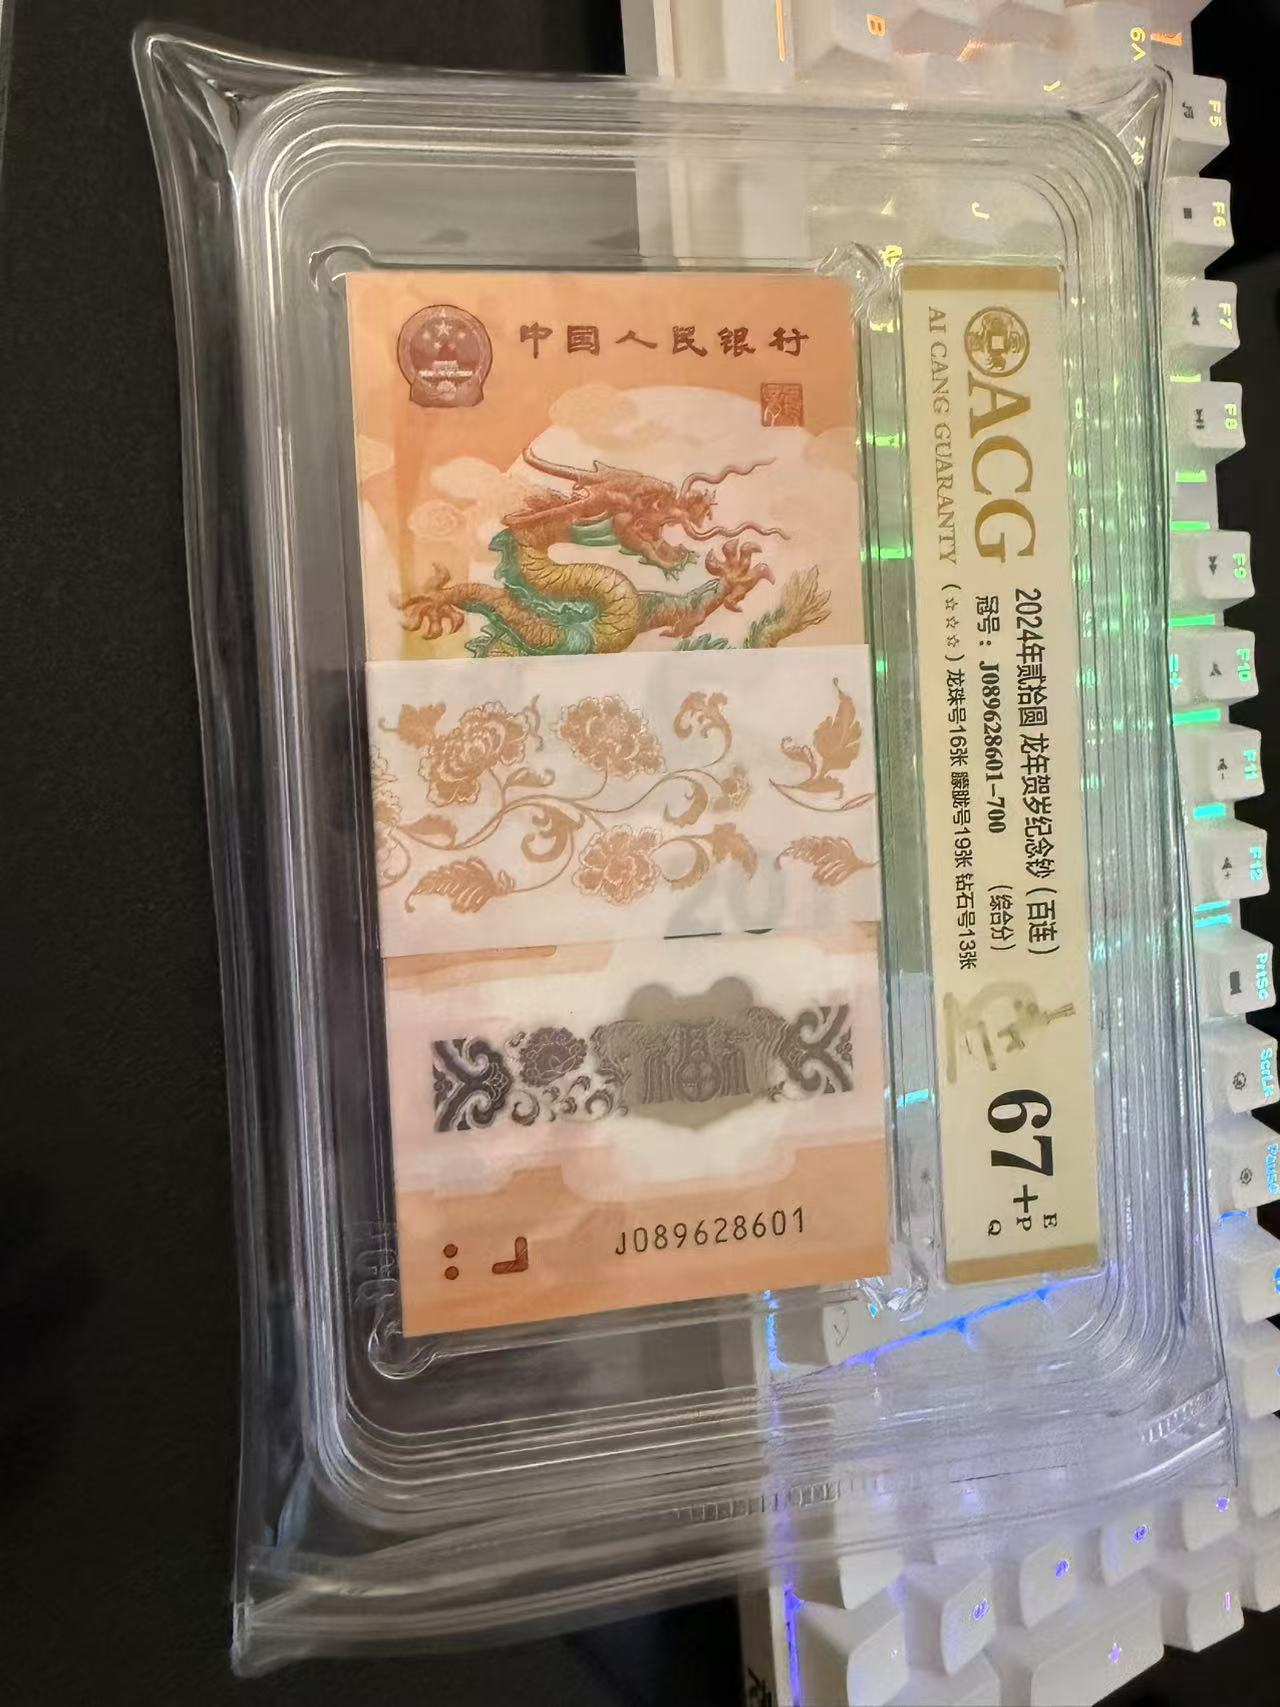 中国人民银行
20
J089628601
ACG
AI CANG GUARANTY
2024年贰拾圆 龙年贺岁纪念钞（百连）
冠号：J089628601-700 （综合分）
（☆☆☆）龙珠号16张 朦胧号19张 钻石号13张
67+
E
P
Q
F5
F6
F7
F8
F9
F10
F11
F12
PrtSc
ScrLK
Pause